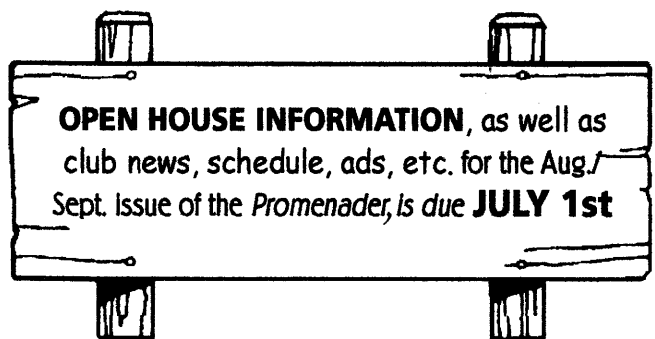 OPEN HOUSE INFORMATION, as well as
club news, schedule, ads, etc. for the Aug./
Sept. issue of the Promenader, is due JULY 1st